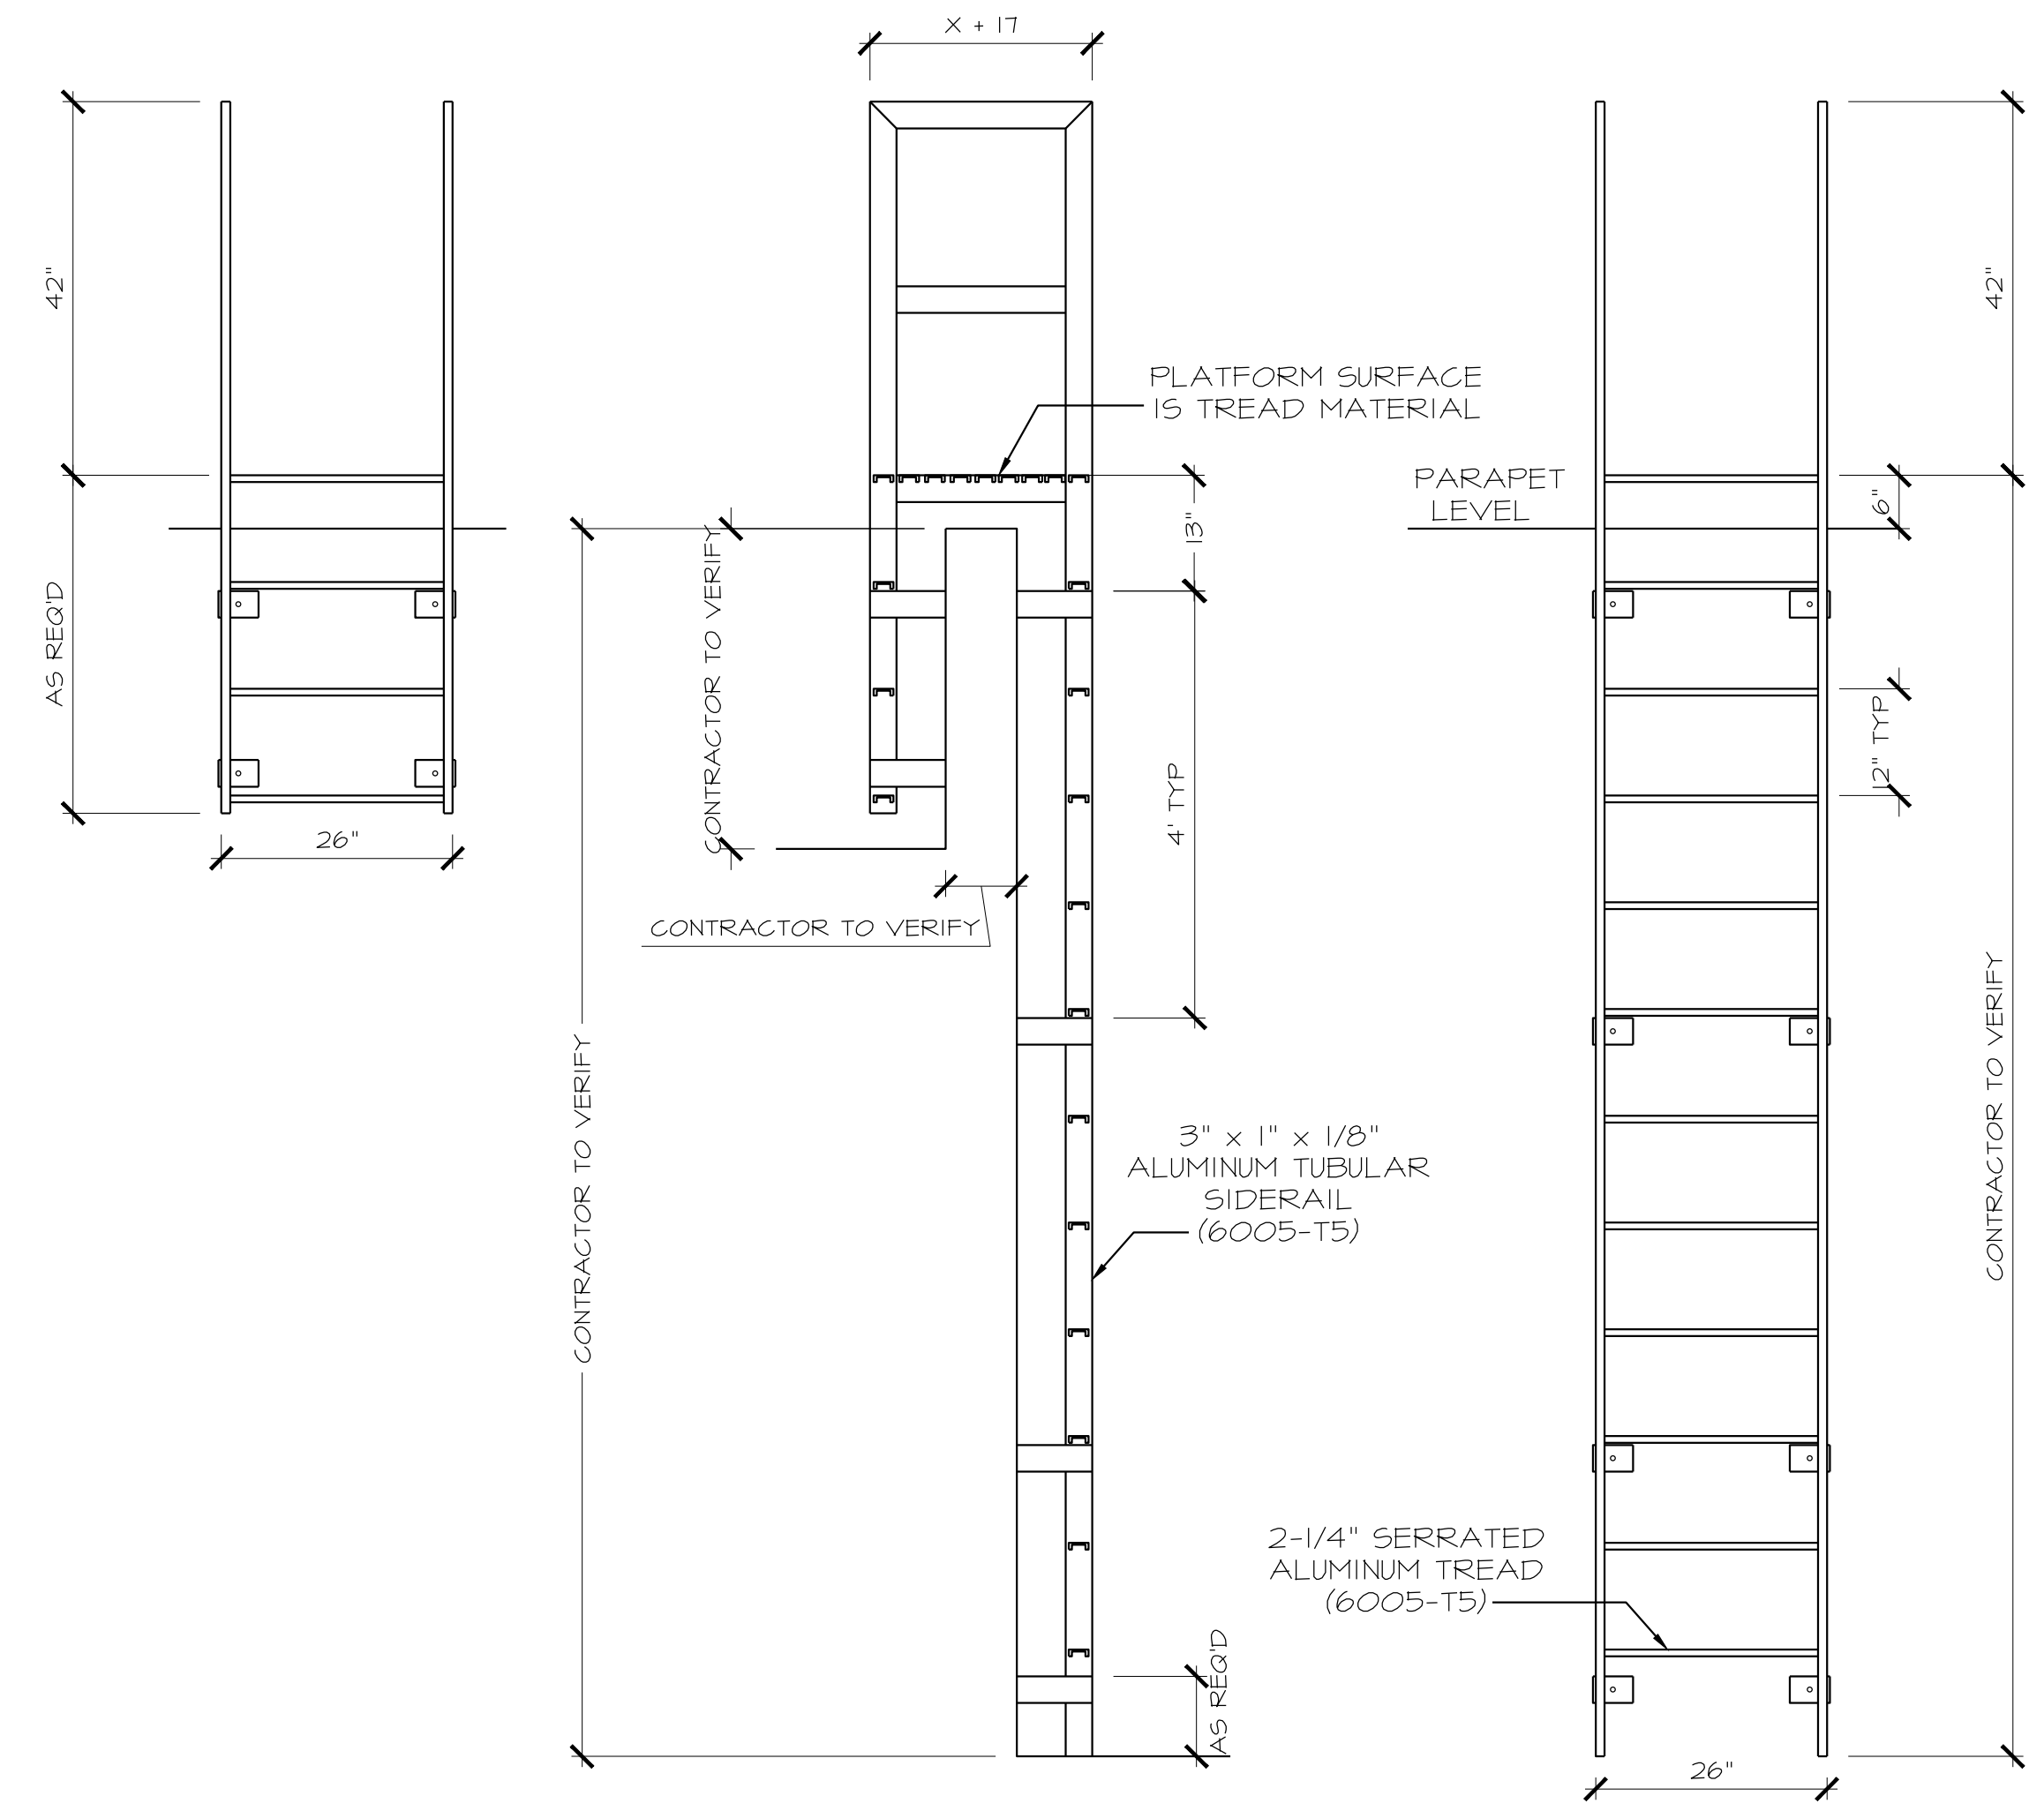 X + 17
42"
AS REQ'D
26"
PLATFORM SURFACE
IS TREAD MATERIAL
13"
4' TYP
CONTRACTOR TO VERIFY
CONTRACTOR TO VERIFY
CONTRACTOR TO VERIFY
3" x 1" x 1/8"
ALUMINUM TUBULAR
SIDERAIL
(6005-T5)
AS REQ'D
PARAPET
LEVEL
42"
6"
12" TYP
CONTRACTOR TO VERIFY
2-1/4" SERRATED
ALUMINUM TREAD
(6005-T5)
26"